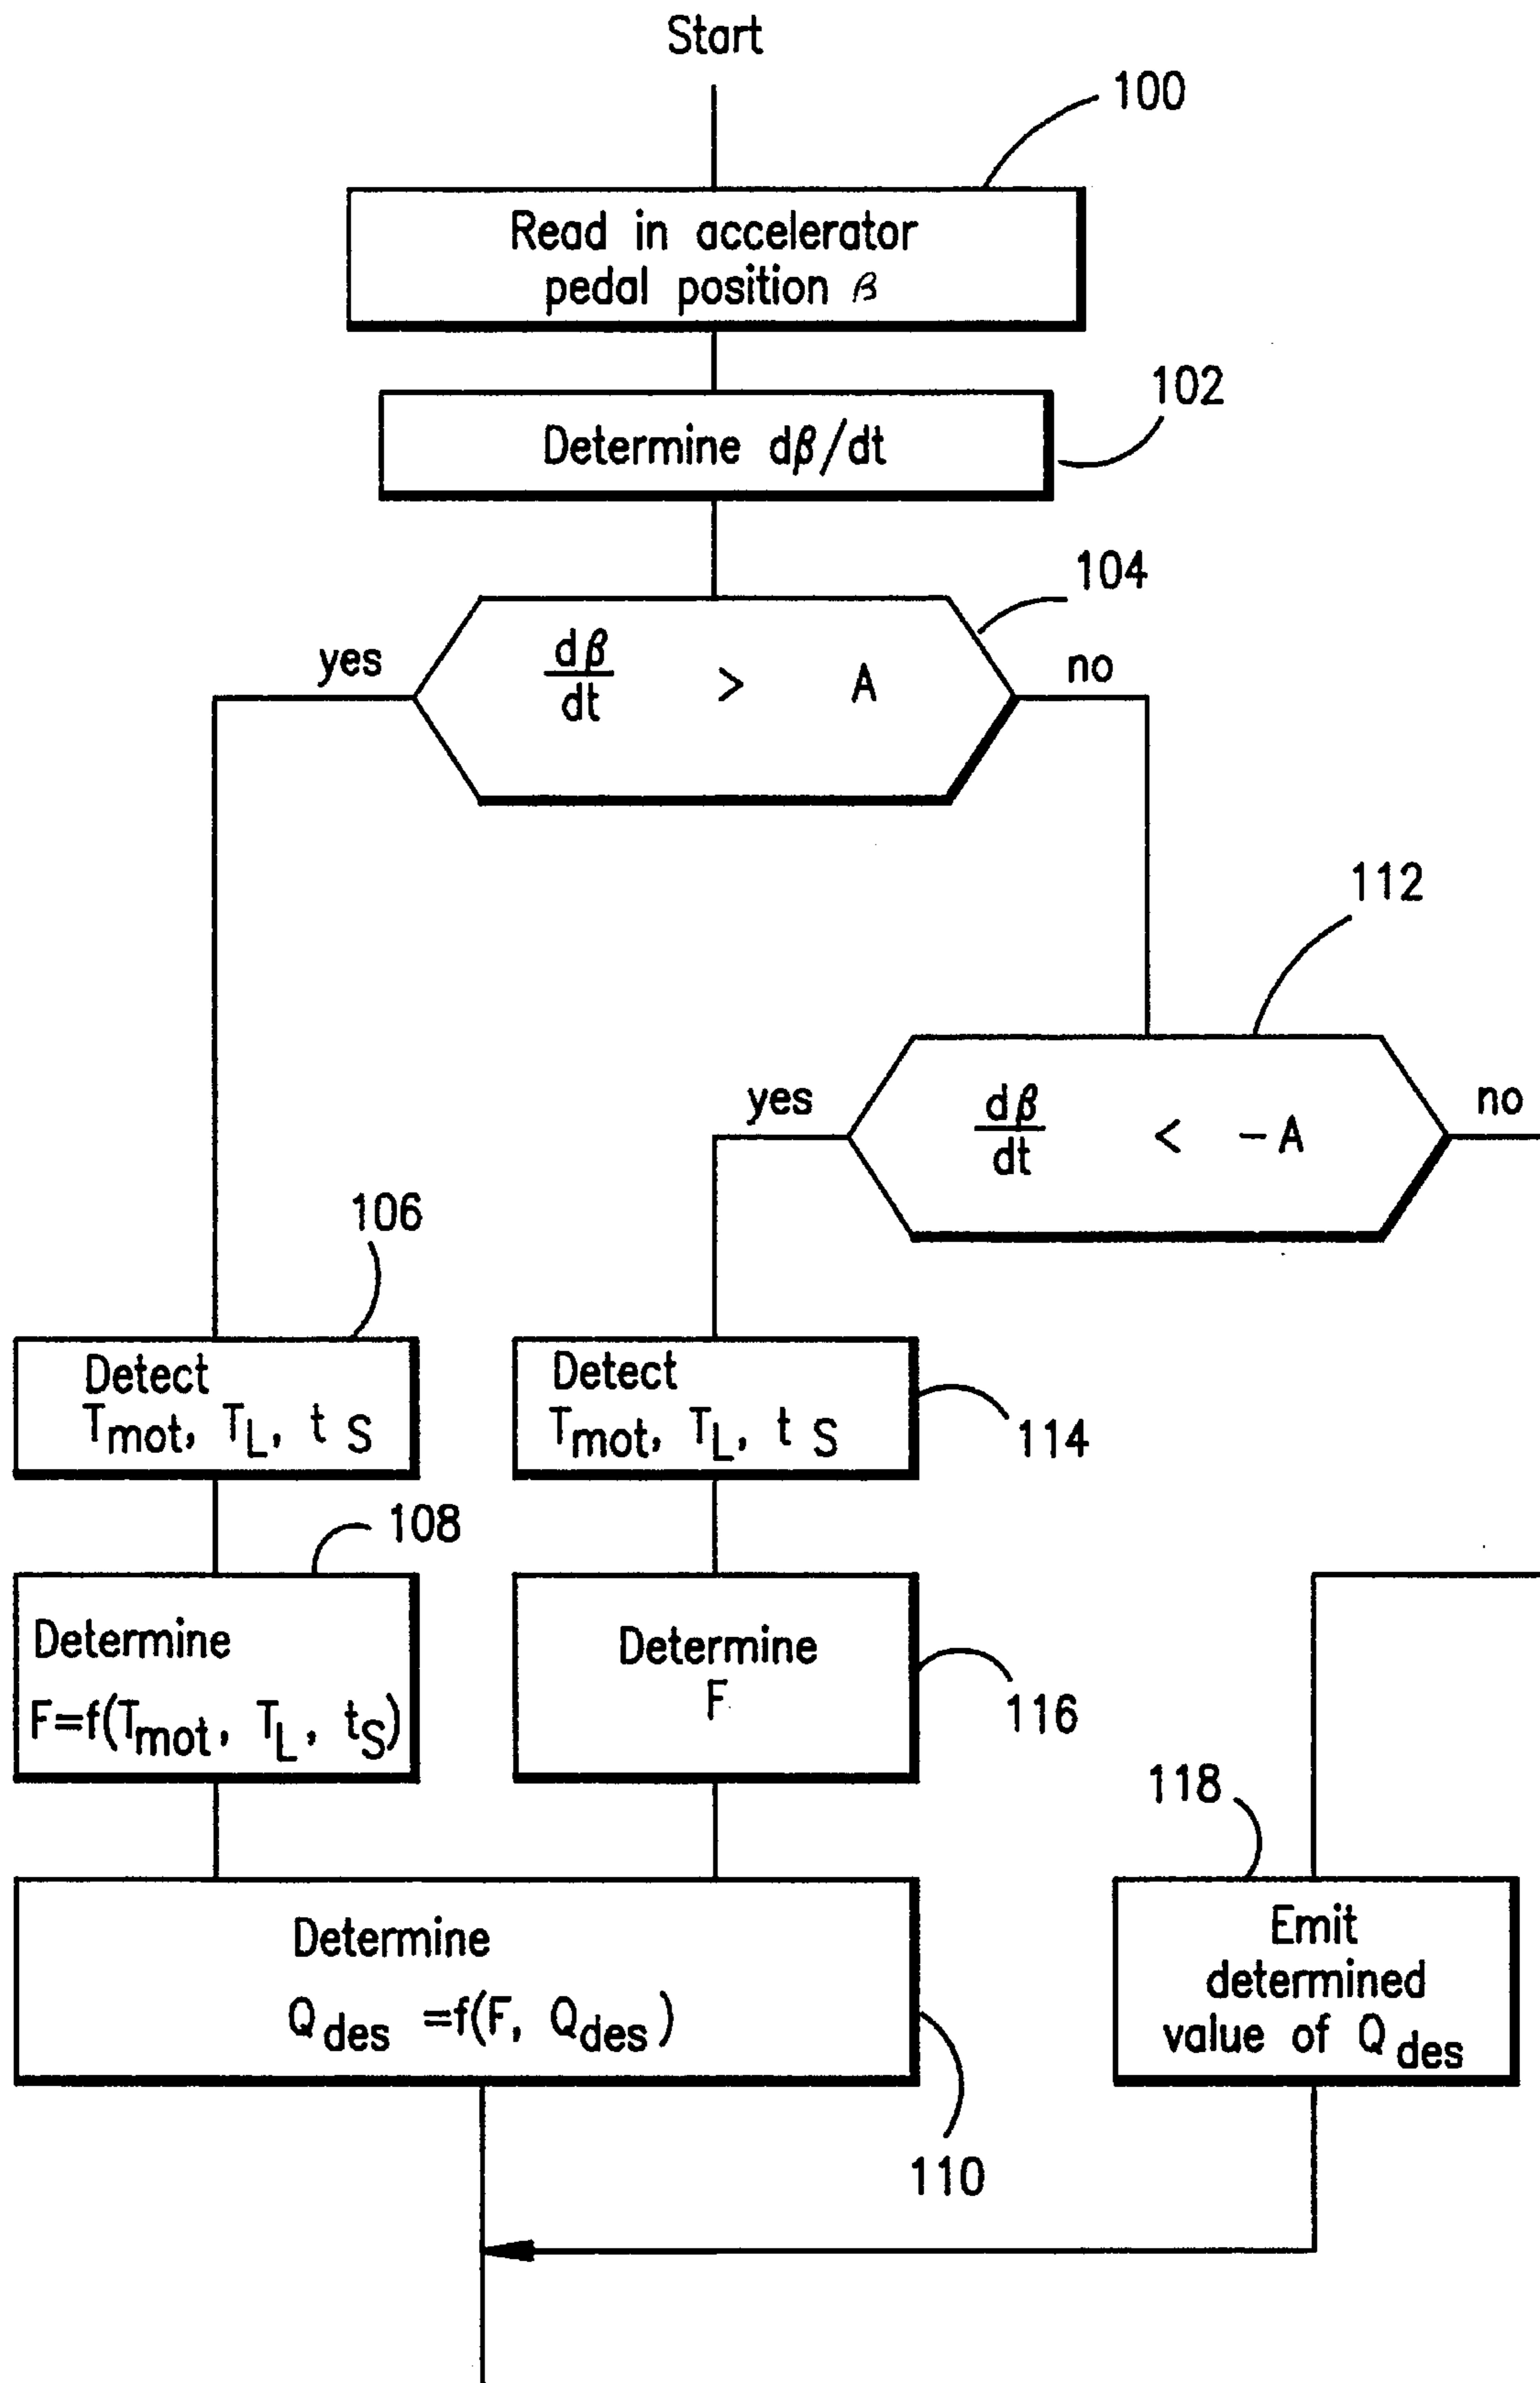 Start
100
Read in accelerator
pedal position β
102
Determine dβ/dt
104
yes
dβ
dt
> A
no
112
yes
dβ
dt
< -A
no
106
Detect
Tmot, TL, t S
Detect
Tmot, TL, t S
114
108
Determine
F=f(Tmot, TL, tS)
Determine
F
116
118
Determine
Qdes =f(F, Qdes)
Emit
determined
value of Qdes
110